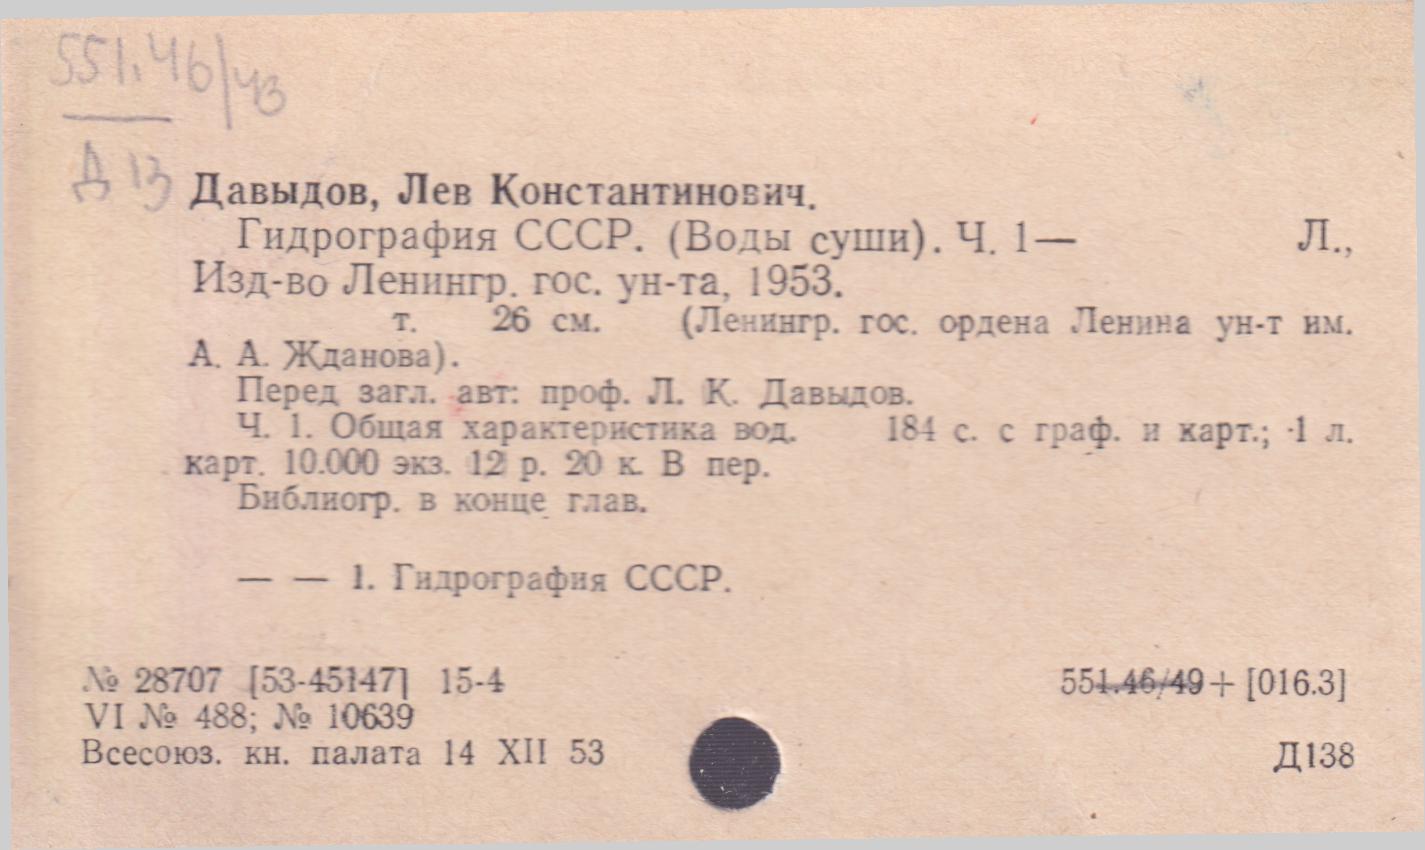 551.46/49
Д 13
Давыдов, Лев Константинович.
Гидрография СССР. (Воды суши). Ч. 1— Л.,
Изд-во Ленингр. гос. ун-та, 1953.
т. 26 см. (Ленингр. гос. ордена Ленина ун-т им.
А. А. Жданова).
Перед загл. авт: проф. Л. К. Давыдов.
Ч. 1. Общая характеристика вод. 184 с. с граф. и карт.; 1 л.
карт. 10.000 экз. 12 р. 20 к. В пер.
Библиогр. в конце глав.
— — 1. Гидрография СССР.
№ 28707 [53-45147] 15-4
551.46/49+ [016.3]
VI № 488; № 10639
Всесоюз. кн. палата 14 XII 53
Д138